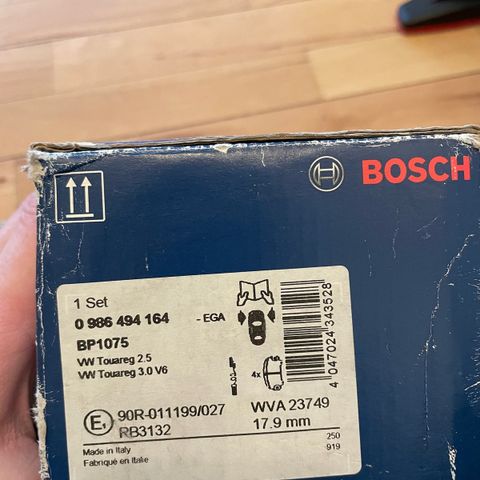 BOSCH
1 Set
0 986 494 164 - EGA
BP1075
VW Touareg 2.5
VW Touareg 3.0 V6
4x
4 047024 343528
E1 90R-011199/027 WVA 23749
RB3132 17.9 mm
Made in Italy 250
Fabriqué en Italie 919